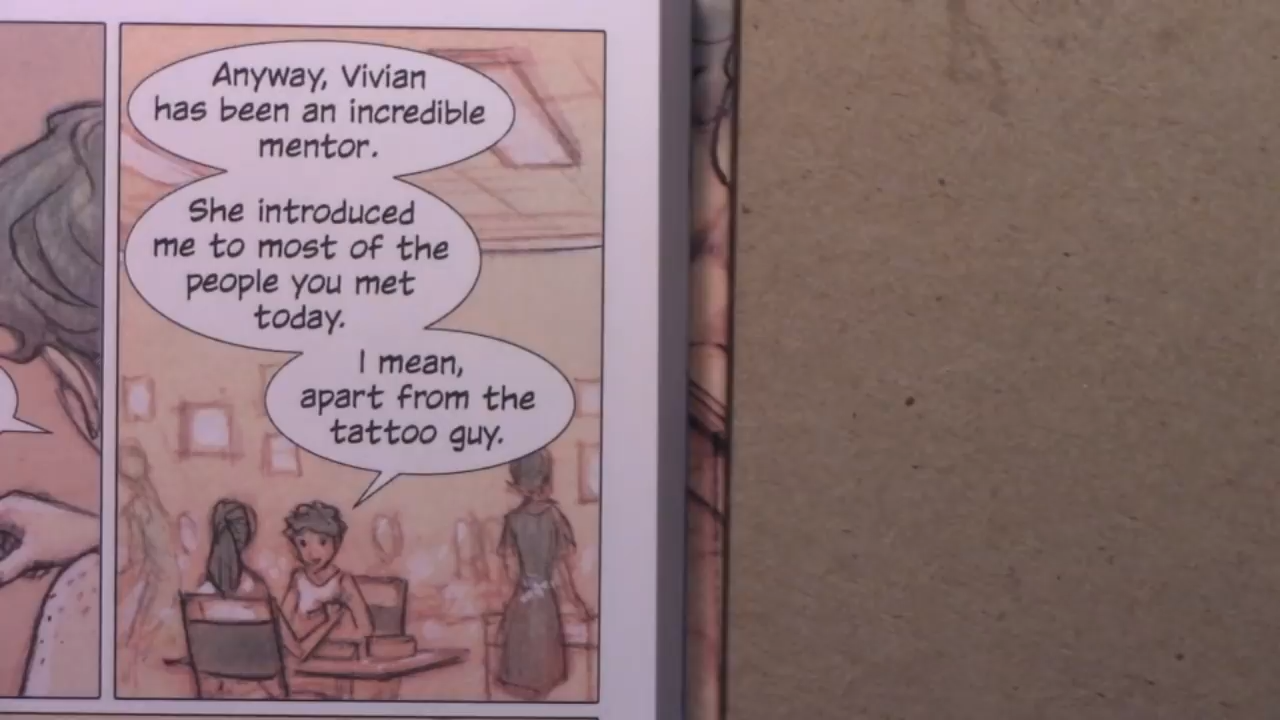 Anyway, Vivian
has been an incredible
mentor.
She introduced
me to most of the
people you met
today.
I mean,
apart from the
tattoo guy.